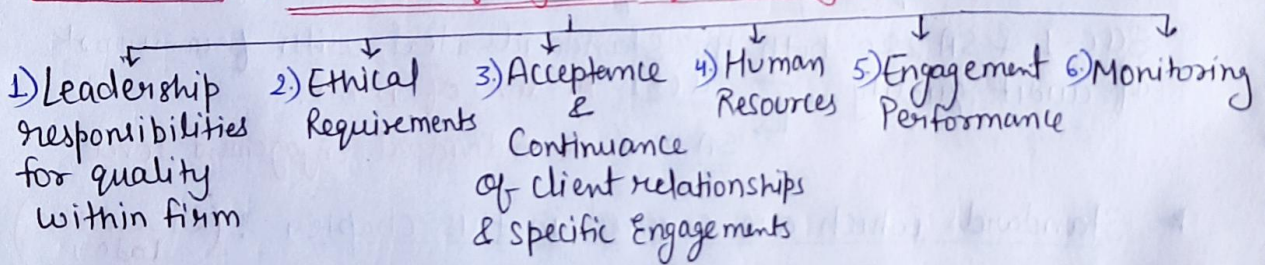 1) Leadership
responsibilities
for quality
within firm
2.) Ethical
Requirements
3.) Acceptance
&
Continuance
of client relationships
& specific Engagements
4.) Human
Resources
5.) Engagement
Performance
6.) Monitoring